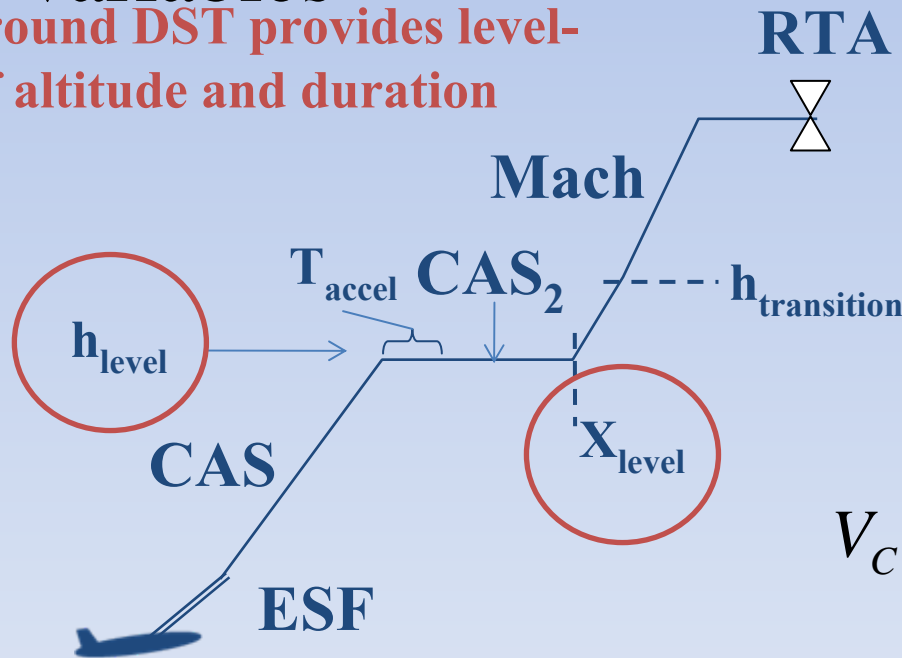 round DST provides level-
altitude and duration
RTA
Mach
T_accel CAS_2
h_transition
h_level
X_level
CAS
V_C
ESF